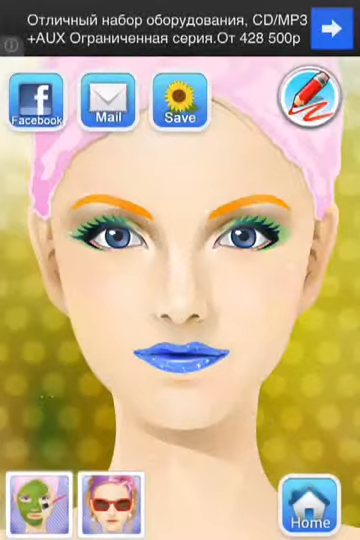 Отличный набор оборудования, CD/MP3
+AUX Ограниченная серия.От 428 500р
Facebook
Mail
Save
Home